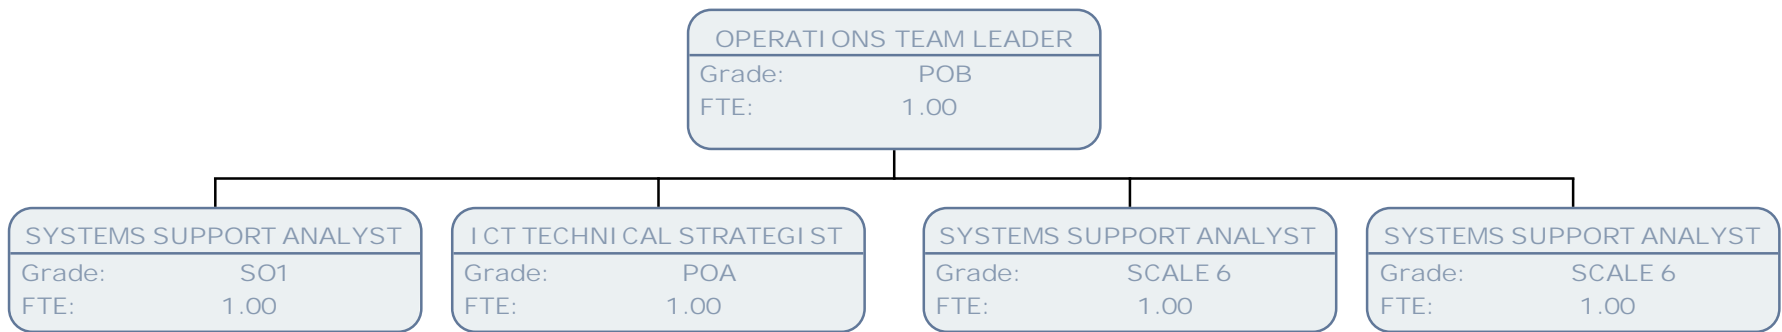 OPERATIONS TEAM LEADER
Grade: POB
FTE: 1.00
SYSTEMS SUPPORT ANALYST
Grade: SO1
FTE: 1.00
ICT TECHNICAL STRATEGIST
Grade: POA
FTE: 1.00
SYSTEMS SUPPORT ANALYST
Grade: SCALE 6
FTE: 1.00
SYSTEMS SUPPORT ANALYST
Grade: SCALE 6
FTE: 1.00